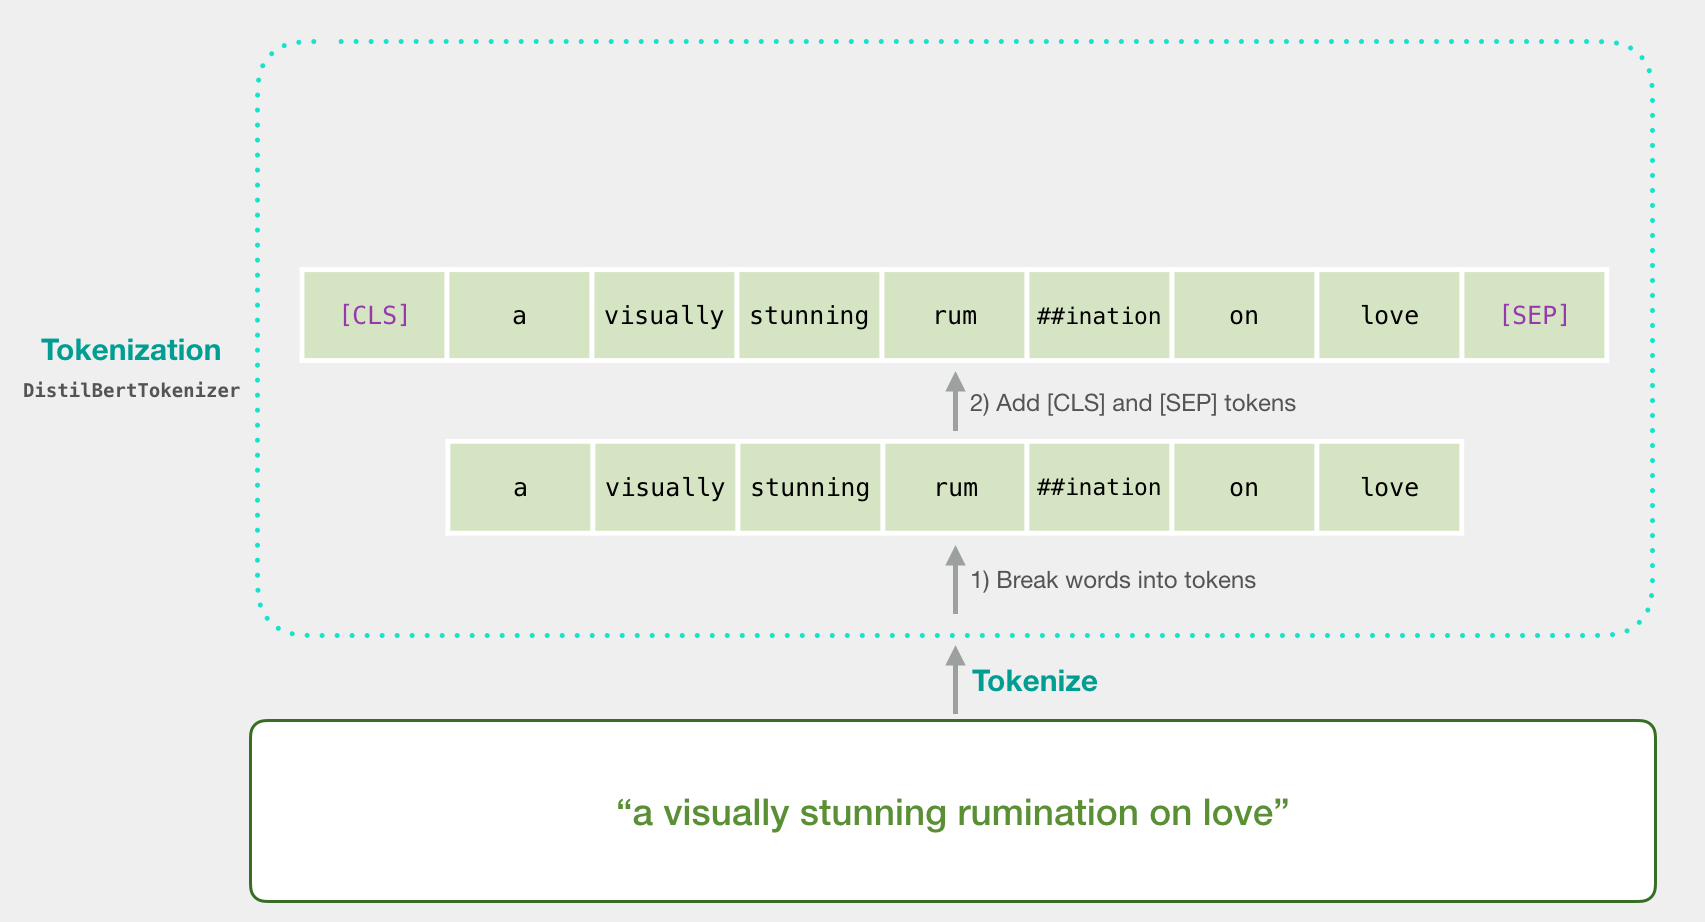 [CLS] a visually stunning rum ##ination on love [SEP]
Tokenization
DistilBertTokenizer
2) Add [CLS] and [SEP] tokens
a visually stunning rum ##ination on love
1) Break words into tokens
Tokenize
“a visually stunning rumination on love”